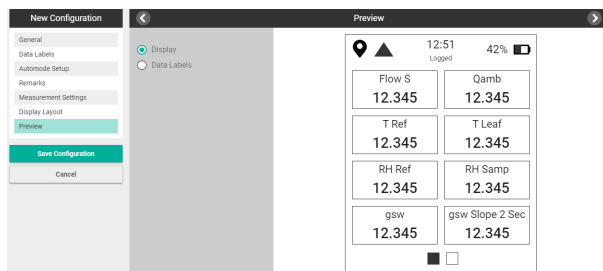 New Configuration
General
Data Labels
Automode Setup
Remarks
Measurement Settings
Display Layout
Preview
Save Configuration
Cancel
Preview
Display
Data Labels
12:51
42%
Logged
Flow S
Qamb
12.345
12.345
T Ref
T Leaf
12.345
12.345
RH Ref
RH Samp
12.345
12.345
gsw
gsw Slope 2 Sec
12.345
12.345